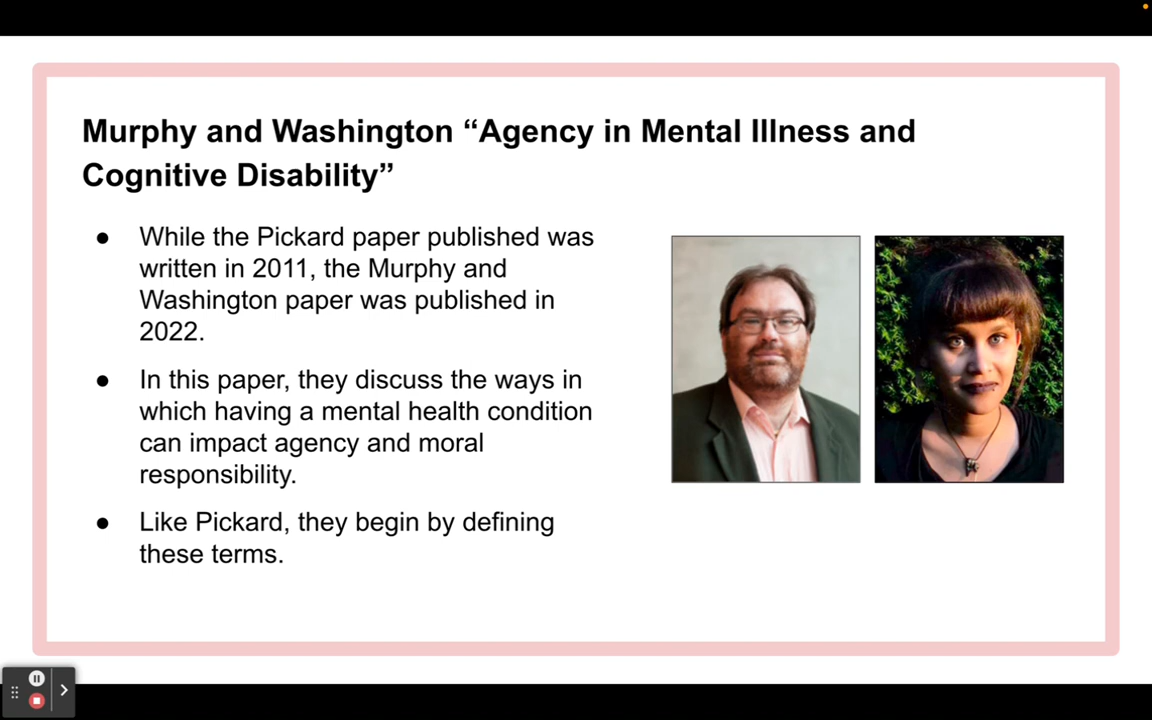 Murphy and Washington “Agency in Mental Illness and
Cognitive Disability”
● While the Pickard paper published was
written in 2011, the Murphy and
Washington paper was published in
2022.
● In this paper, they discuss the ways in
which having a mental health condition
can impact agency and moral
responsibility.
● Like Pickard, they begin by defining
these terms.